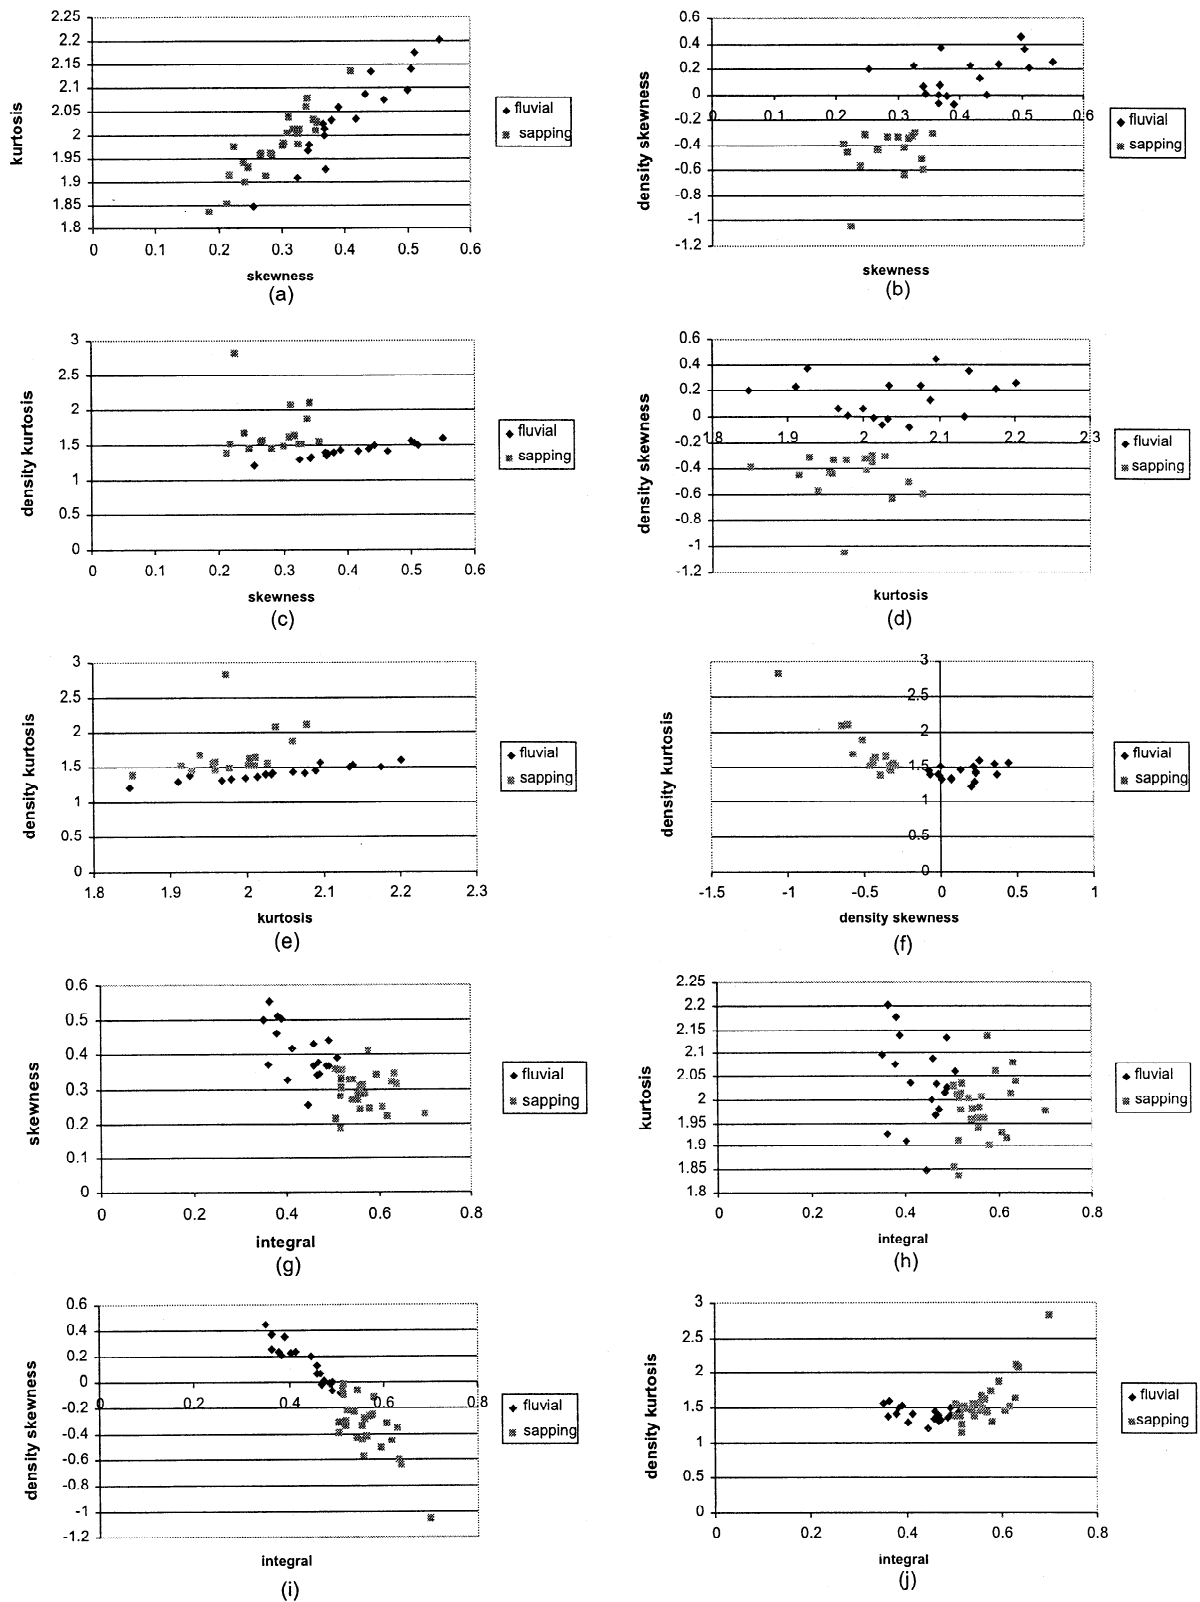 2.25
2.2
2.15
2.1
2.05
2
1.95
1.9
1.85
1.8
0 0.1 0.2 0.3 0.4 0.5 0.6
kurtosis
skewness
fluvial
sapping
(a)
0.6
0.4
0.2
0
-0.2
-0.4
-0.6
-0.8
-1
-1.2
0 0.1 0.2 0.3 0.4 0.5 0.6
density skewness
skewness
fluvial
sapping
(b)
3
2.5
2
1.5
1
0.5
0
0 0.1 0.2 0.3 0.4 0.5 0.6
density kurtosis
skewness
fluvial
sapping
(c)
0.6
0.4
0.2
0
-0.2
-0.4
-0.6
-0.8
-1
-1.2
1.8 1.9 2 2.1 2.2 2.3
density skewness
kurtosis
fluvial
sapping
(d)
3
2.5
2
1.5
1
0.5
0
1.8 1.9 2 2.1 2.2 2.3
density kurtosis
kurtosis
fluvial
sapping
(e)
3
2.5
2
1.5
1
0.5
0
-1.5 -1 -0.5 0 0.5 1
density kurtosis
density skewness
fluvial
sapping
(f)
0.6
0.5
0.4
0.3
0.2
0.1
0
0 0.2 0.4 0.6 0.8
skewness
integral
fluvial
sapping
(g)
2.25
2.2
2.15
2.1
2.05
2
1.95
1.9
1.85
1.8
0 0.2 0.4 0.6 0.8
kurtosis
integral
fluvial
sapping
(h)
0.6
0.4
0.2
0
-0.2
-0.4
-0.6
-0.8
-1
-1.2
0 0.2 0.4 0.6 0.8
density skewness
integral
fluvial
sapping
(i)
3
2.5
2
1.5
1
0.5
0
0 0.2 0.4 0.6 0.8
density kurtosis
integral
fluvial
sapping
(j)